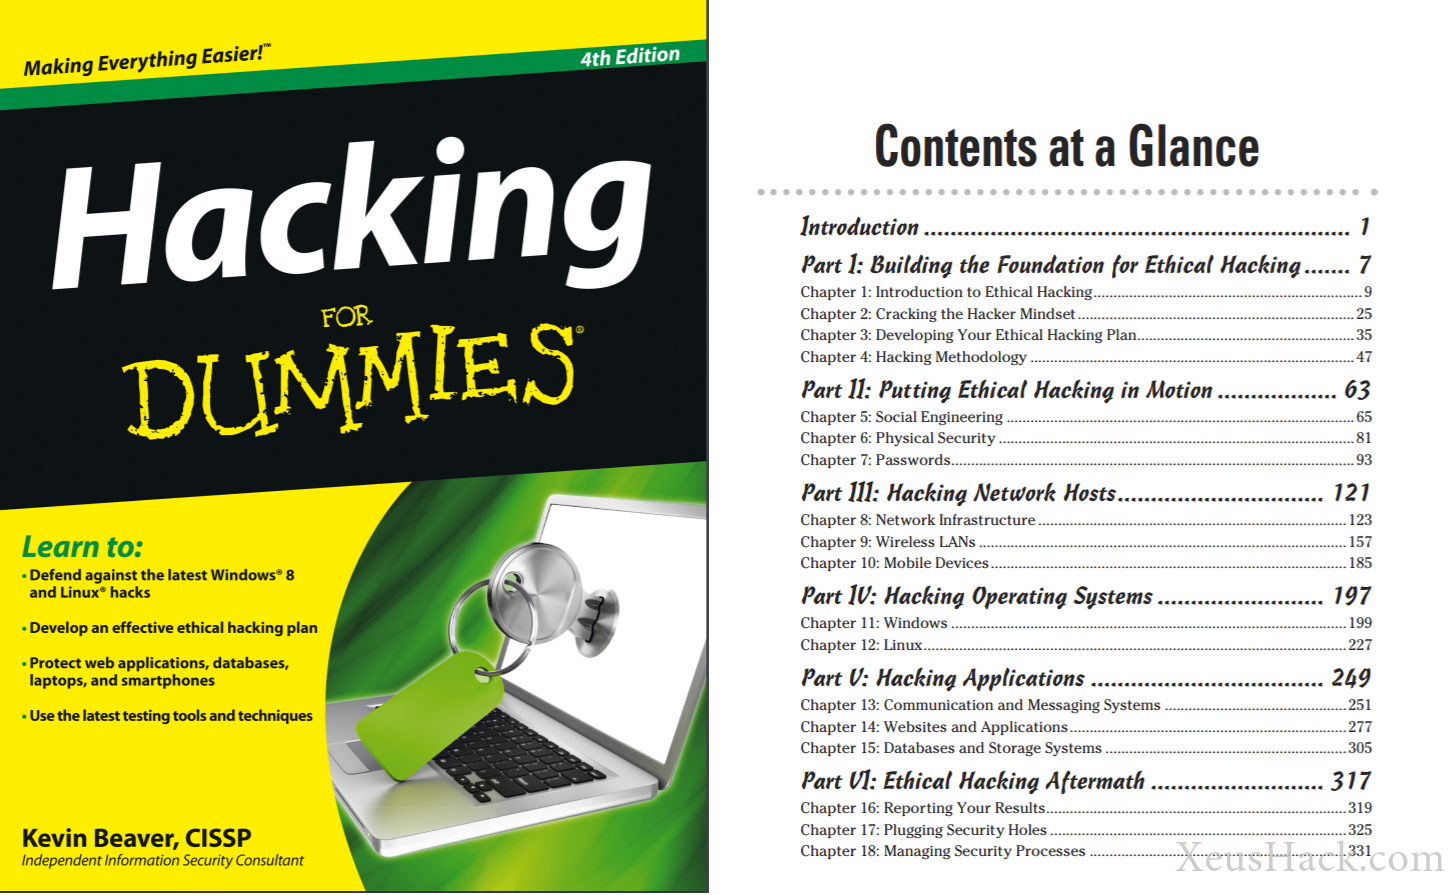 Making Everything Easier!™
4th Edition
Hacking
FOR
DUMMIES®
Learn to:
• Defend against the latest Windows® 8
and Linux® hacks
• Develop an effective ethical hacking plan
• Protect web applications, databases,
laptops, and smartphones
• Use the latest testing tools and techniques
Kevin Beaver, CISSP
Independent Information Security Consultant
Contents at a Glance
Introduction ................................................................ 1
Part I: Building the Foundation for Ethical Hacking ....... 7
Chapter 1: Introduction to Ethical Hacking.................................................................. 9
Chapter 2: Cracking the Hacker Mindset .................................................................... 25
Chapter 3: Developing Your Ethical Hacking Plan...................................................... 35
Chapter 4: Hacking Methodology ................................................................................ 47
Part II: Putting Ethical Hacking in Motion .................. 63
Chapter 5: Social Engineering ...................................................................................... 65
Chapter 6: Physical Security ........................................................................................ 81
Chapter 7: Passwords.................................................................................................... 93
Part III: Hacking Network Hosts ............................... 121
Chapter 8: Network Infrastructure ............................................................................. 123
Chapter 9: Wireless LANs ........................................................................................... 157
Chapter 10: Mobile Devices ........................................................................................ 185
Part IV: Hacking Operating Systems ......................... 197
Chapter 11: Windows .................................................................................................. 199
Chapter 12: Linux......................................................................................................... 227
Part V: Hacking Applications ................................... 249
Chapter 13: Communication and Messaging Systems .............................................. 251
Chapter 14: Websites and Applications ..................................................................... 277
Chapter 15: Databases and Storage Systems ............................................................ 305
Part VI: Ethical Hacking Aftermath .......................... 317
Chapter 16: Reporting Your Results........................................................................... 319
Chapter 17: Plugging Security Holes .......................................................................... 325
Chapter 18: Managing Security Processes ................................................................ 331
XeusHack.com